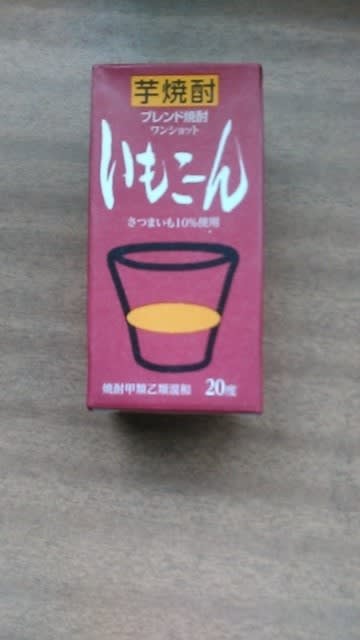 芋焼酎
ブレンド焼酎
ワンショット
いもこーん
さつまいも10%使用
焼酎甲類乙類混和 20度